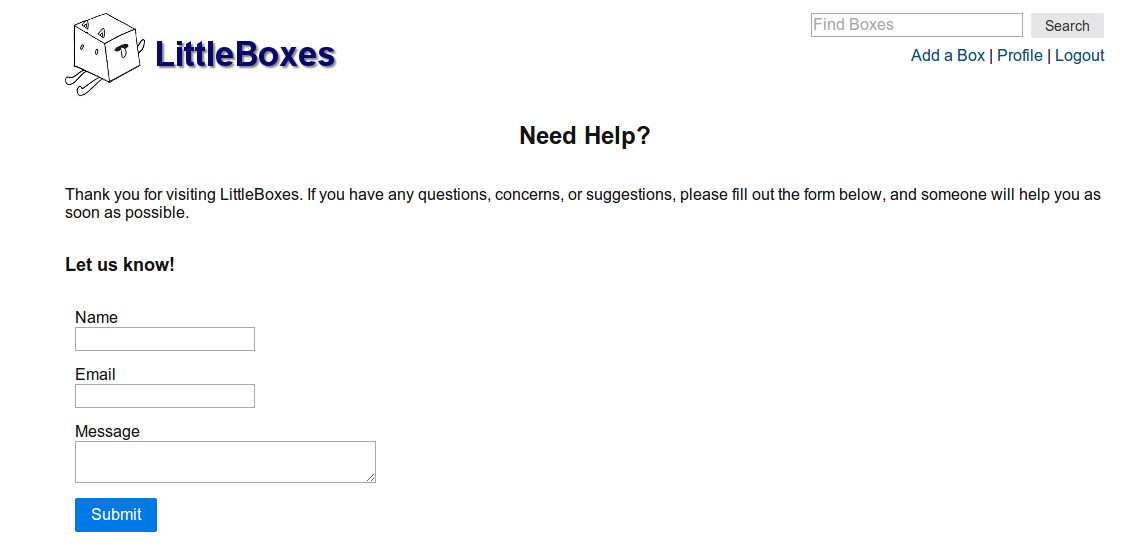 LittleBoxes
Find Boxes
Search
Add a Box | Profile | Logout
Need Help?
Thank you for visiting LittleBoxes. If you have any questions, concerns, or suggestions, please fill out the form below, and someone will help you as
soon as possible.
Let us know!
Name
Email
Message
Submit